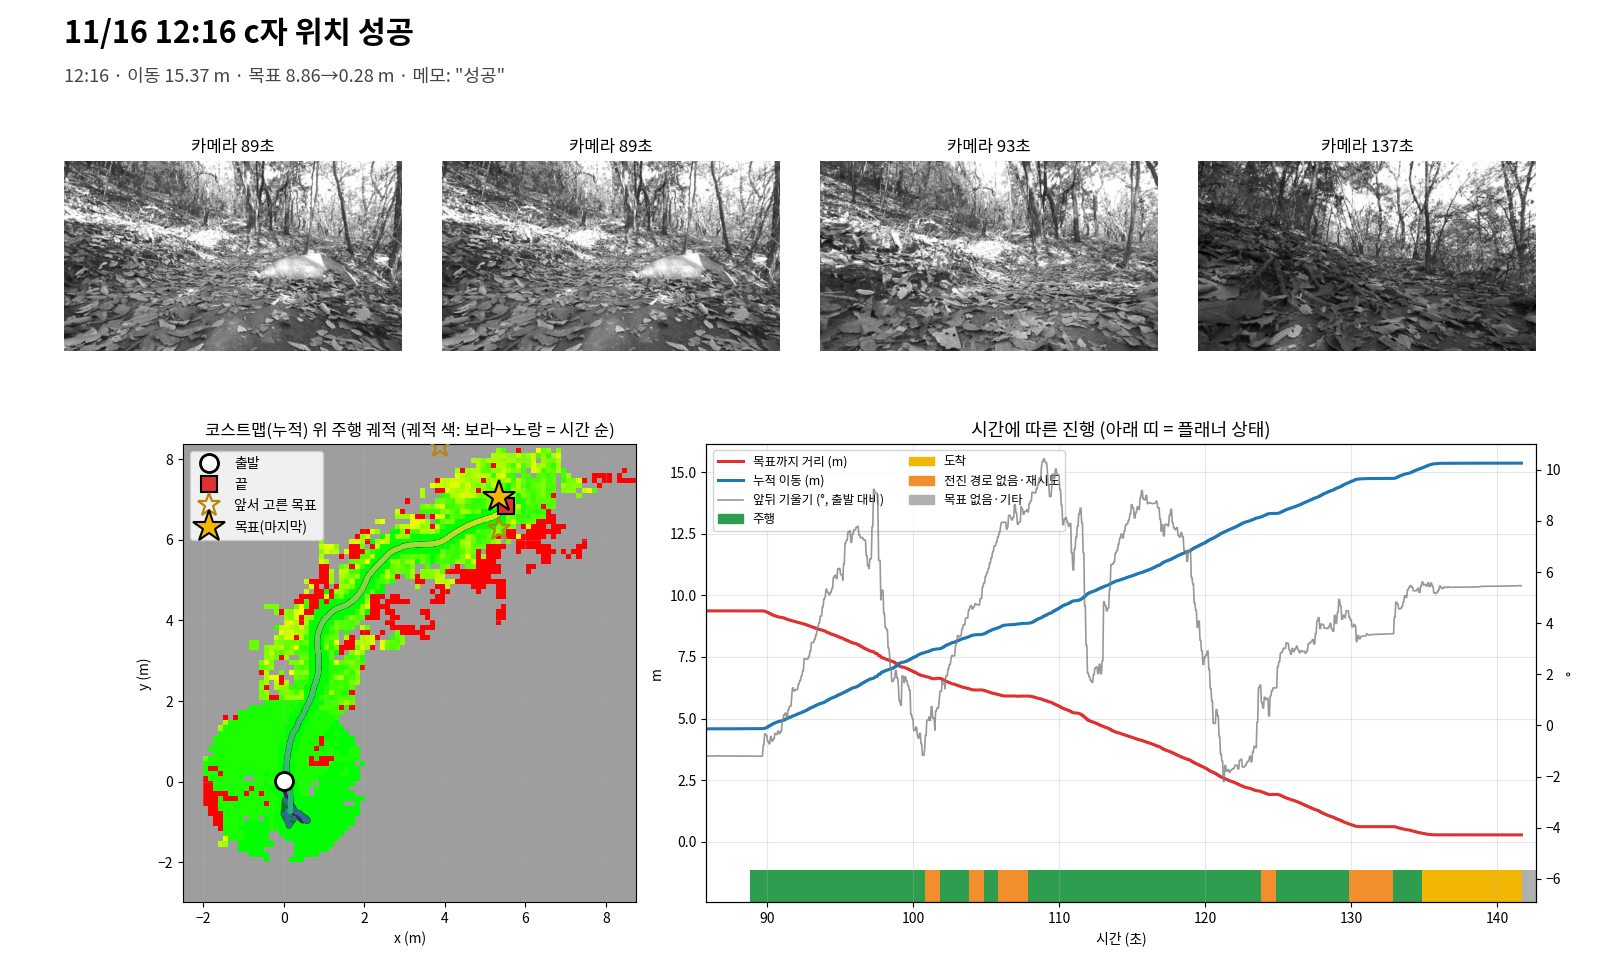 11/16 12:16 c자 위치 성공
12:16 · 이동 15.37 m · 목표 8.86→0.28 m · 메모: "성공"
카메라 89초
카메라 89초
카메라 93초
카메라 137초
코스트맵(누적) 위 주행 궤적 (궤적 색: 보라→노랑 = 시간 순)
출발
끝
앞서 고른 목표
목표(마지막)
8
6
4
2
0
−2
y (m)
−2
0
2
4
6
8
x (m)
시간에 따른 진행 (아래 띠 = 플래너 상태)
목표까지 거리 (m)
누적 이동 (m)
앞뒤 기울기 (°, 출발 대비)
주행
도착
전진 경로 없음·재시도
목표 없음·기타
15.0
12.5
10.0
7.5
5.0
2.5
0.0
m
10
8
6
4
2
0
−2
−4
−6
°
90
100
110
120
130
140
시간 (초)